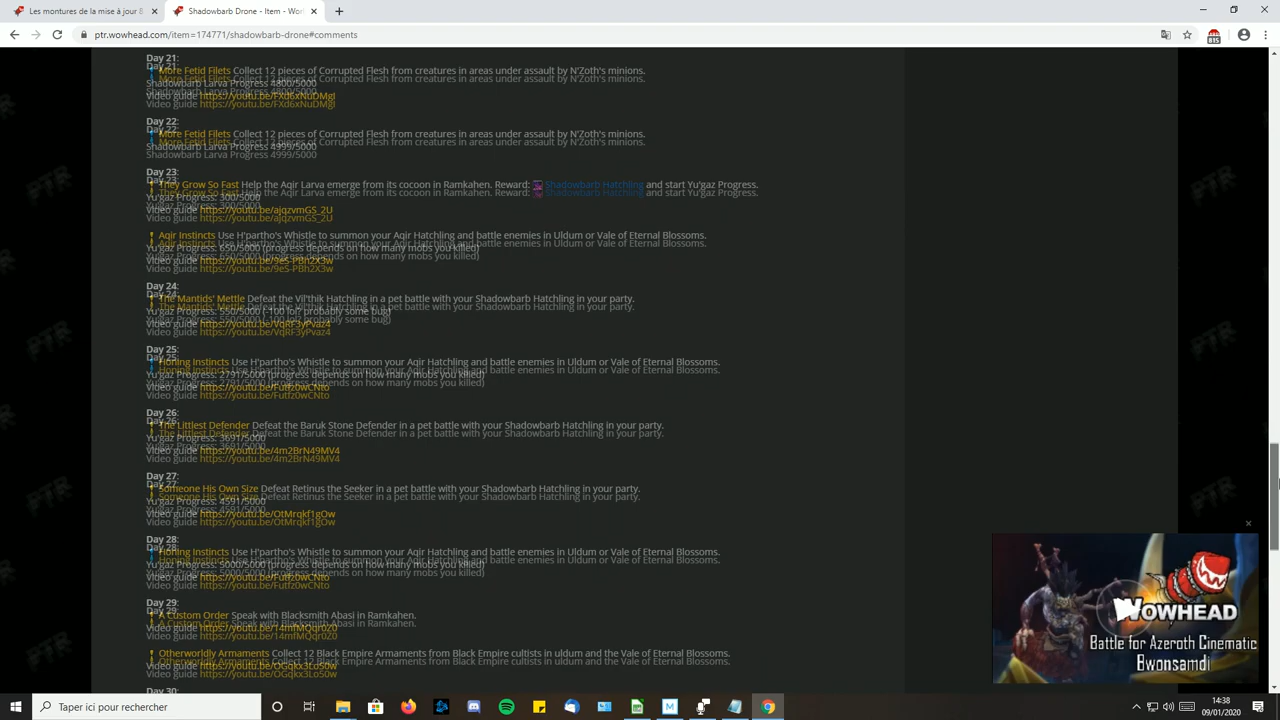 Les montures de la mise à jour 8
Shadowbarb Drone - Item - Worl
ptr.wowhead.com/item=174771/shadowbarb-drone#comments
815
Day 21:
More Fetid Filets Collect 12 pieces of Corrupted Flesh from creatures in areas under assault by N'Zoth's minions.
Shadowbarb Larva Progress 4800/5000
Video guide https://youtu.be/FXd6xNuDMgI
Day 22:
More Fetid Filets Collect 12 pieces of Corrupted Flesh from creatures in areas under assault by N'Zoth's minions.
Shadowbarb Larva Progress 4999/5000
Day 23:
They Grow So Fast Help the Aqir Larva emerge from its cocoon in Ramkahen. Reward: Shadowbarb Hatchling and start Yu'gaz Progress.
Yu'gaz Progress: 300/5000
Video guide https://youtu.be/ajqzvmGS_2U
Aqir Instincts Use H'partho's Whistle to summon your Aqir Hatchling and battle enemies in Uldum or Vale of Eternal Blossoms.
Yu'gaz Progress: 650/5000 (progress depends on how many mobs you killed)
Video guide https://youtu.be/9eS-PBh2X3w
Day 24:
The Mantids' Mettle Defeat the Vil'thik Hatchling in a pet battle with your Shadowbarb Hatchling in your party.
Yu'gaz Progress: 550/5000 (-100 lol? probably some bug)
Video guide https://youtu.be/VqRF3yPvaz4
Day 25:
Honing Instincts Use H'partho's Whistle to summon your Aqir Hatchling and battle enemies in Uldum or Vale of Eternal Blossoms.
Yu'gaz Progress: 2791/5000 (progress depends on how many mobs you killed)
Video guide https://youtu.be/Futfz0wCNto
Day 26:
The Littlest Defender Defeat the Baruk Stone Defender in a pet battle with your Shadowbarb Hatchling in your party.
Yu'gaz Progress: 3691/5000
Video guide https://youtu.be/4m2BrN49MV4
Day 27:
Someone His Own Size Defeat Retinus the Seeker in a pet battle with your Shadowbarb Hatchling in your party.
Yu'gaz Progress: 4591/5000
Video guide https://youtu.be/OtMrqkf1gOw
Day 28:
Honing Instincts Use H'partho's Whistle to summon your Aqir Hatchling and battle enemies in Uldum or Vale of Eternal Blossoms.
Yu'gaz Progress: 5000/5000 (progress depends on how many mobs you killed)
Video guide https://youtu.be/Futfz0wCNto
Day 29:
A Custom Order Speak with Blacksmith Abasi in Ramkahen.
Video guide https://youtu.be/14mfMQqr0Z0
Otherworldly Armaments Collect 12 Black Empire Armaments from Black Empire cultists in uldum and the Vale of Eternal Blossoms.
Video guide https://youtu.be/OGqkx3Lo50w
Day 30:
WOWHEAD
Battle for Azeroth Cinematic
Bwonsamdi
Taper ici pour rechercher
14:38
09/01/2020